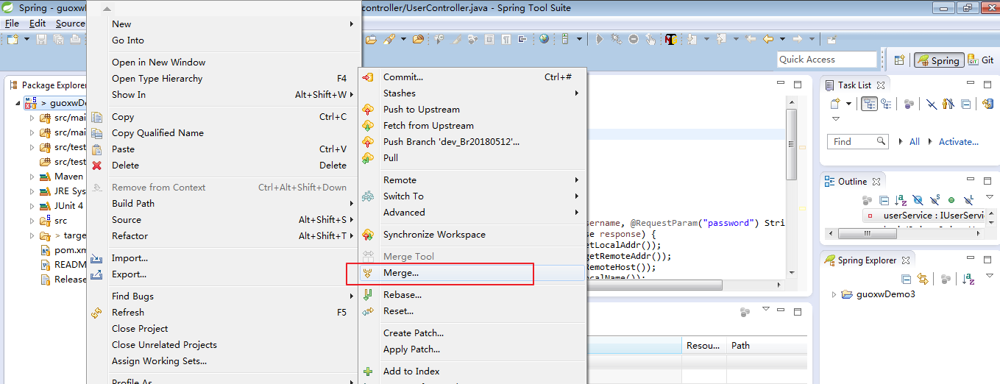 Spring - guoxw
controller/UserController.java - Spring Tool Suite
File Edit Source
Quick Access
Spring
Git
Package Explorer
> guoxwD
src/mai
src/mai
src/test
src/test
Maven
JRE Sys
JUnit 4
src
> targe
pom.xm
READM
Release
New
Go Into
Open in New Window
Open Type Hierarchy F4
Show In Alt+Shift+W
Copy Ctrl+C
Copy Qualified Name
Paste Ctrl+V
Delete Delete
Remove from Context Ctrl+Alt+Shift+Down
Build Path
Source Alt+Shift+S
Refactor Alt+Shift+T
Import...
Export...
Find Bugs
Refresh F5
Close Project
Close Unrelated Projects
Assign Working Sets...
Profile As
Commit... Ctrl+#
Stashes
Push to Upstream
Fetch from Upstream
Push Branch 'dev_Br20180512'...
Pull
Remote
Switch To
Advanced
Synchronize Workspace
Merge Tool
Merge...
Rebase...
Reset...
Create Patch...
Apply Patch...
Add to Index
sername, @RequestParam("password") Stri
se response) {
etLocalAddr());
getRemoteAddr());
RemoteHost());
ocalName());
Resou... Path
Task List
Find
All
Activate...
Outline
userService : IUserServi
Spring Explorer
guoxwDemo3